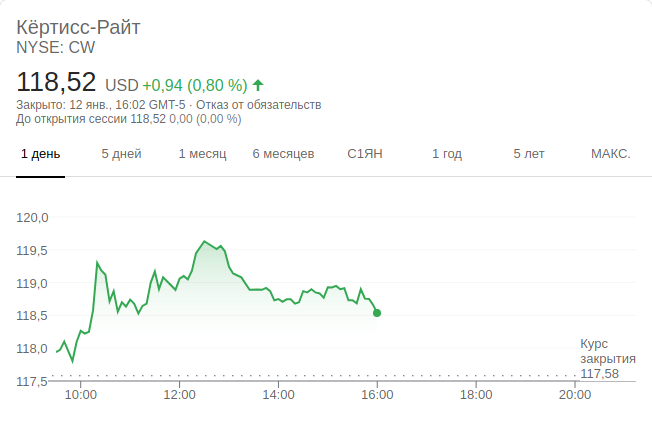 Кёртисс-Райт
NYSE: CW
118,52 USD +0,94 (0,80 %)
Закрыто: 12 янв., 16:02 GMT-5 · Отказ от обязательств
До открытия сессии 118,52 0,00 (0,00 %)
1 день 5 дней 1 месяц 6 месяцев С1ЯН 1 год 5 лет МАКС.
120,0
119,5
119,0
118,5
118,0
Курс
закрытия
117,58
117,5
10:00 12:00 14:00 16:00 18:00 20:00